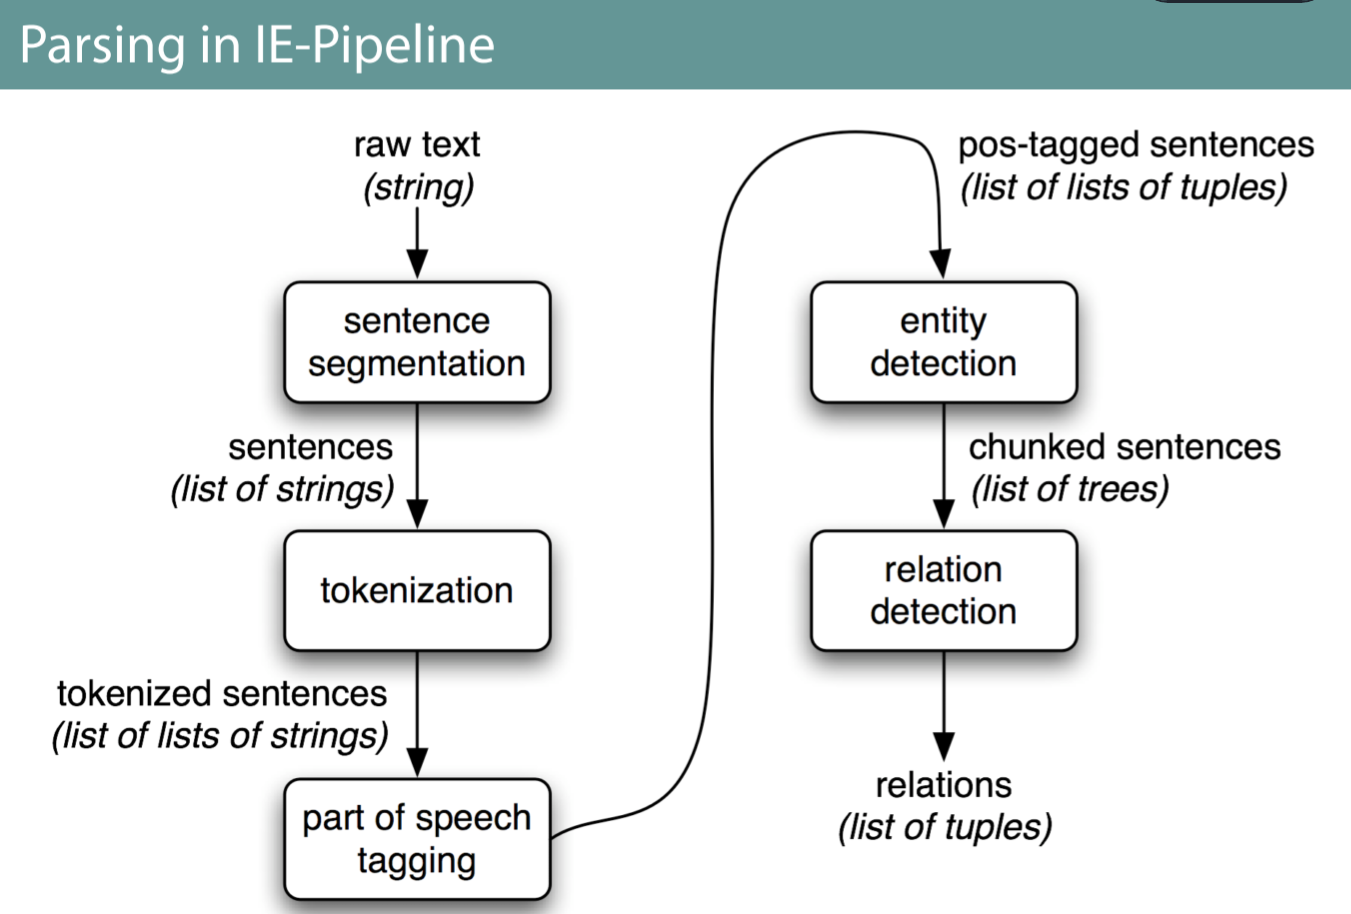 Parsing in IE-Pipeline
raw text
(string)
sentence
segmentation
sentences
(list of strings)
tokenization
tokenized sentences
(list of lists of strings)
part of speech
tagging
pos-tagged sentences
(list of lists of tuples)
entity
detection
chunked sentences
(list of trees)
relation
detection
relations
(list of tuples)